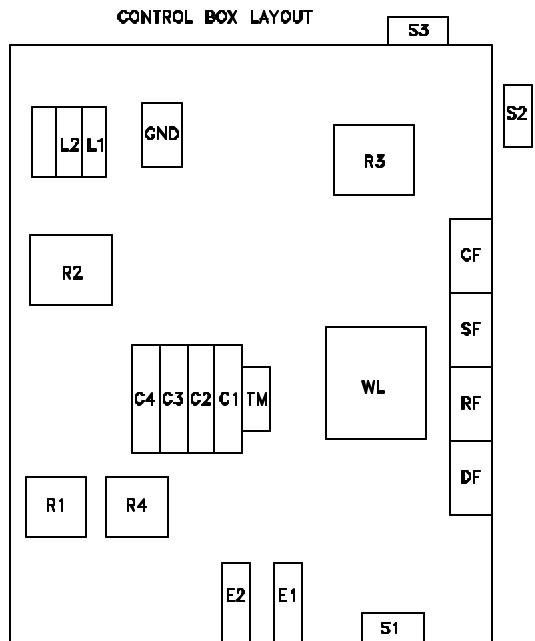 CONTROL BOX LAYOUT
S3
S2
L2 L1
GND
R3
R2
CF
SF
RF
DF
WL
C4 C3 C2 C1 TM
R1
R4
E2
E1
S1